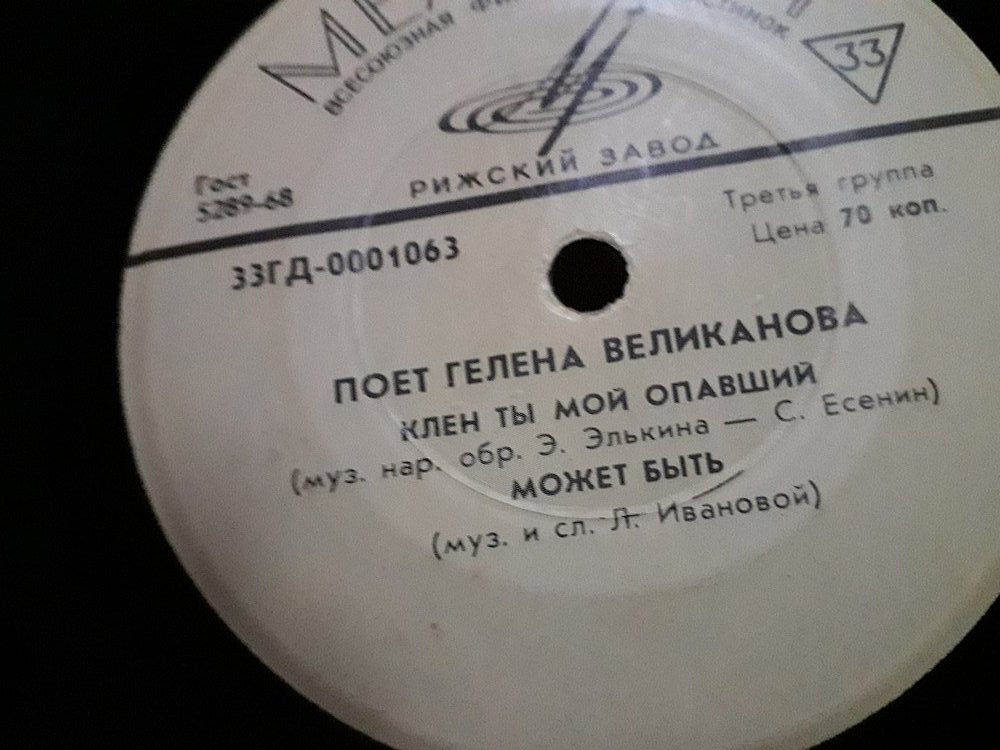 ВСЕСОЮЗНАЯ
33
РИЖСКИЙ ЗАВОД
Гост
5289-68
Третья группа
Цена 70 коп.
33ГД-0001063
ПОЕТ ГЕЛЕНА ВЕЛИКАНОВА
КЛЕН ТЫ МОЙ ОПАВШИЙ
(муз. нар. обр. Э. Элькина — С. Есенин)
МОЖЕТ БЫТЬ
(муз. и сл. Л. Ивановой)